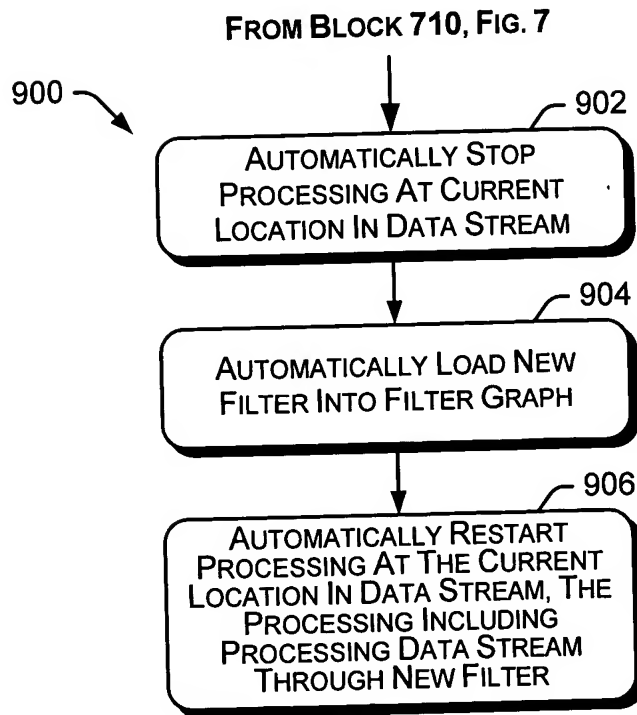 FROM BLOCK 710, FIG. 7
900
902
AUTOMATICALLY STOP
PROCESSING AT CURRENT
LOCATION IN DATA STREAM
904
AUTOMATICALLY LOAD NEW
FILTER INTO FILTER GRAPH
906
AUTOMATICALLY RESTART
PROCESSING AT THE CURRENT
LOCATION IN DATA STREAM, THE
PROCESSING INCLUDING
PROCESSING DATA STREAM
THROUGH NEW FILTER